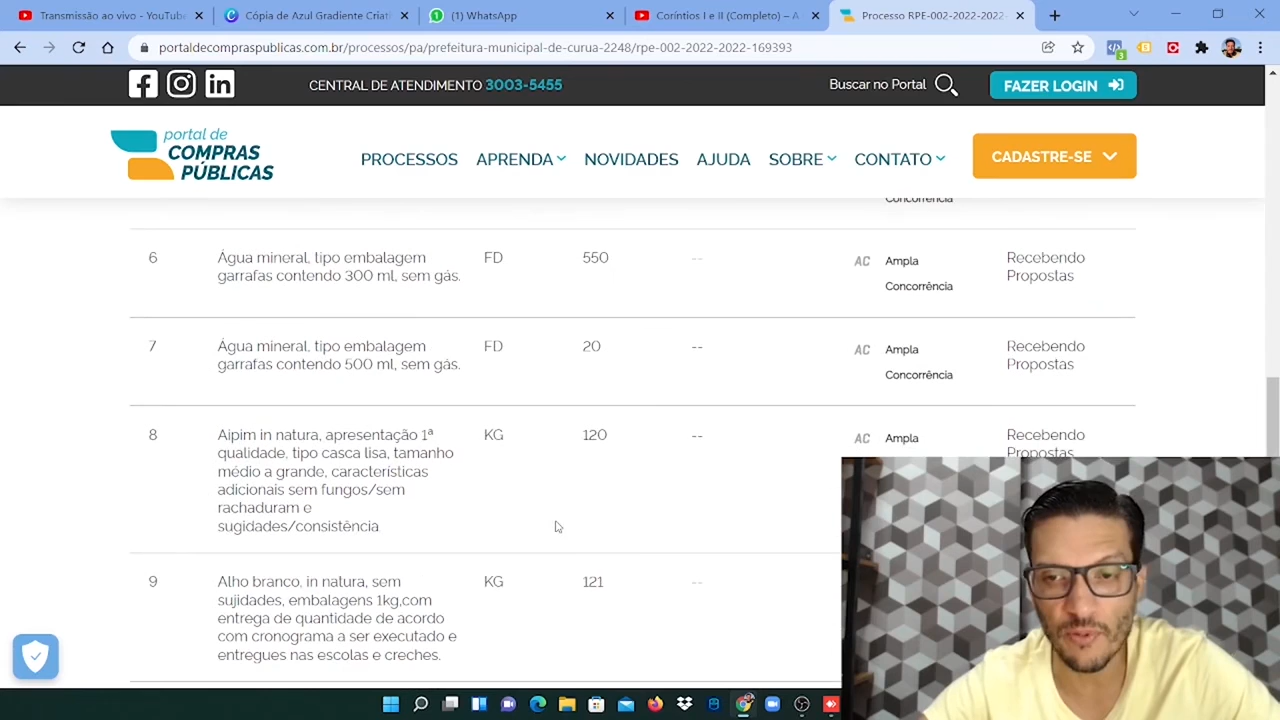 Transmissão ao vivo - YouTube
Cópia de Criando anúncios efica
(1) WhatsApp
Coríntios I e II (Completo) – A
Processo RPE-002-2022-2022-
portaldecompraspublicas.com.br/processos/pa/prefeitura-municipal-de-curua-2248/rpe-002-2022-2022-169393
3
CENTRAL DE ATENDIMENTO 3003-5455
Buscar no Portal
FAZER LOGIN
portal de
COMPRAS
PÚBLICAS
PROCESSOS
APRENDA
NOVIDADES
AJUDA
SOBRE
CONTATO
CADASTRE-SE
Concorrência
6
Água mineral, tipo embalagem
garrafas contendo 300 ml, sem gás.
FD
550
--
AC Ampla
Concorrência
Recebendo
Propostas
7
Água mineral, tipo embalagem
garrafas contendo 500 ml, sem gás.
FD
20
--
AC Ampla
Concorrência
Recebendo
Propostas
8
Aipim in natura, apresentação 1ª
qualidade, tipo casca lisa, tamanho
médio a grande, características
adicionais sem fungos/sem
rachaduram e
sugidades/consistência
KG
120
--
AC Ampla
Recebendo
Propostas
9
Alho branco, in natura, sem
sujidades, embalagens 1kg,com
entrega de quantidade de acordo
com cronograma a ser executado e
entregues nas escolas e creches.
KG
121
--